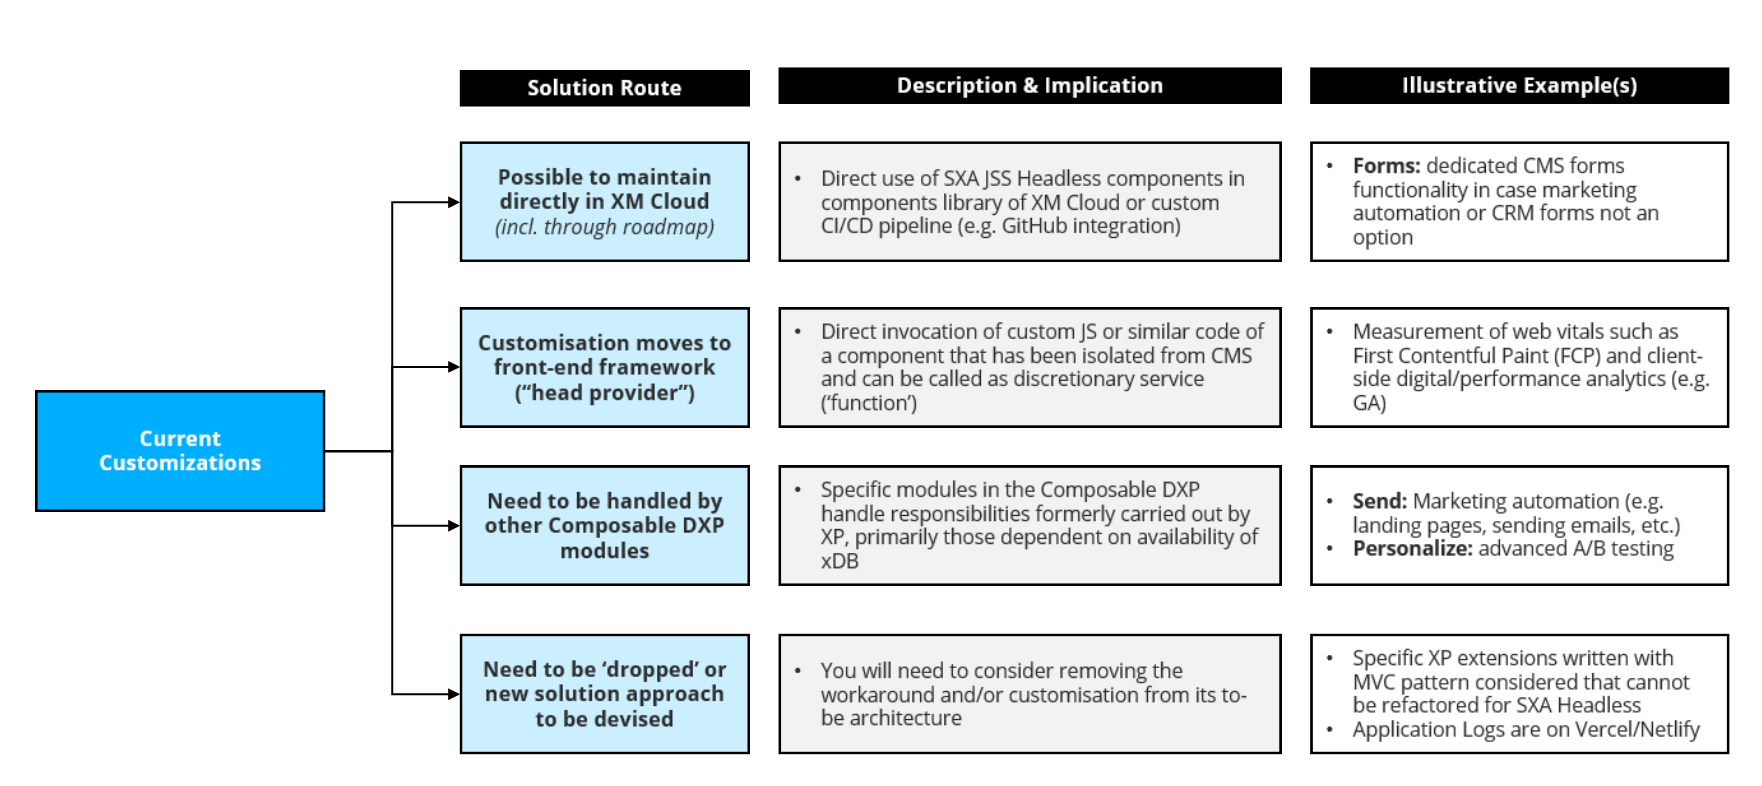 Solution Route
Description & Implication
Illustrative Example(s)
Current
Customizations
Possible to maintain
directly in XM Cloud
(incl. through roadmap)
• Direct use of SXA JSS Headless components in
components library of XM Cloud or custom
CI/CD pipeline (e.g. GitHub integration)
• Forms: dedicated CMS forms
functionality in case marketing
automation or CRM forms not an
option
Customisation moves to
front-end framework
(“head provider”)
• Direct invocation of custom JS or similar code of
a component that has been isolated from CMS
and can be called as discretionary service
(‘function’)
• Measurement of web vitals such as
First Contentful Paint (FCP) and client-
side digital/performance analytics (e.g.
GA)
Need to be handled by
other Composable DXP
modules
• Specific modules in the Composable DXP
handle responsibilities formerly carried out by
XP, primarily those dependent on availability of
xDB
• Send: Marketing automation (e.g.
landing pages, sending emails, etc.)
• Personalize: advanced A/B testing
Need to be ‘dropped’ or
new solution approach
to be devised
• You will need to consider removing the
workaround and/or customisation from its to-
be architecture
• Specific XP extensions written with
MVC pattern considered that cannot
be refactored for SXA Headless
• Application Logs are on Vercel/Netlify